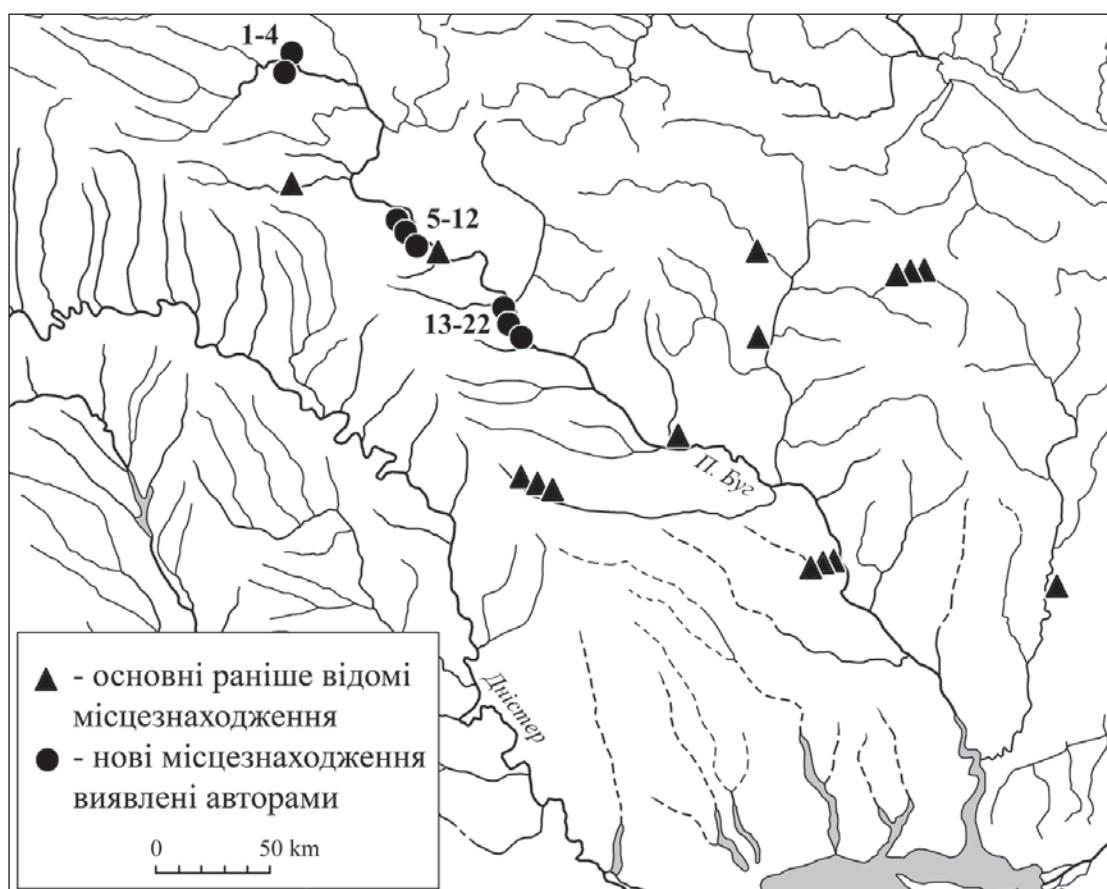 1-4
5-12
13-22
П. Буг
Дністер
- основні раніше відомі
місцезнаходження
- нові місцезнаходження
виявлені авторами
0 50 km